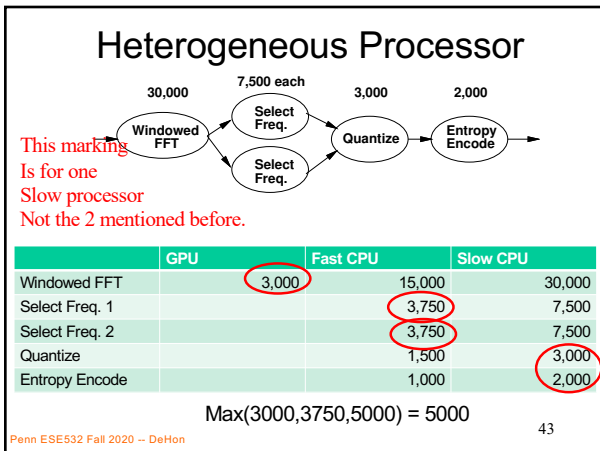 Heterogeneous Processor
30,000
7,500 each
3,000
2,000
Windowed
FFT
Select
Freq.
Select
Freq.
Quantize
Entropy
Encode
This marking
Is for one
Slow processor
Not the 2 mentioned before.
GPU Fast CPU Slow CPU
Windowed FFT 3,000 15,000 30,000
Select Freq. 1 3,750 7,500
Select Freq. 2 3,750 7,500
Quantize 1,500 3,000
Entropy Encode 1,000 2,000
Max(3000,3750,5000) = 5000
Penn ESE532 Fall 2020 -- DeHon
43